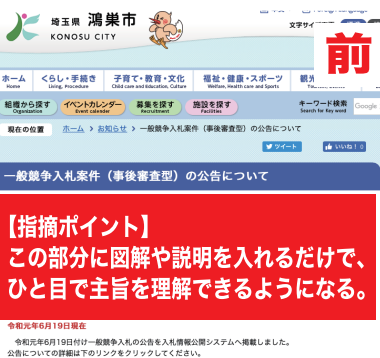 埼玉県 鴻巣市
KONOSU CITY
文字サイズ変更
前
ホーム
Home
くらし・手続き
Living, Procedure
子育て・教育・文化
Child care and Education, Culture
福祉・健康・スポーツ
Welfare, Health care and Sports
観光
組織から探す
Organization
イベントカレンダー
Event calender
募集を探す
Recruitment
施設を探す
Facilities
キーワード検索
Search for Key word
Google
現在の位置
ホーム > お知らせ > 一般競争入札案件（事後審査型）の公告について
ツイート
いいね！ 0
一般競争入札案件（事後審査型）の公告について
【指摘ポイント】
この部分に図解や説明を入れるだけで、
ひと目で主旨を理解できるようになる。
令和元年6月19日現在
令和元年6月19日付け一般競争入札の公告を入札情報公開システムへ掲載しました。
公告についての詳細は下のリンクをクリックしてください。